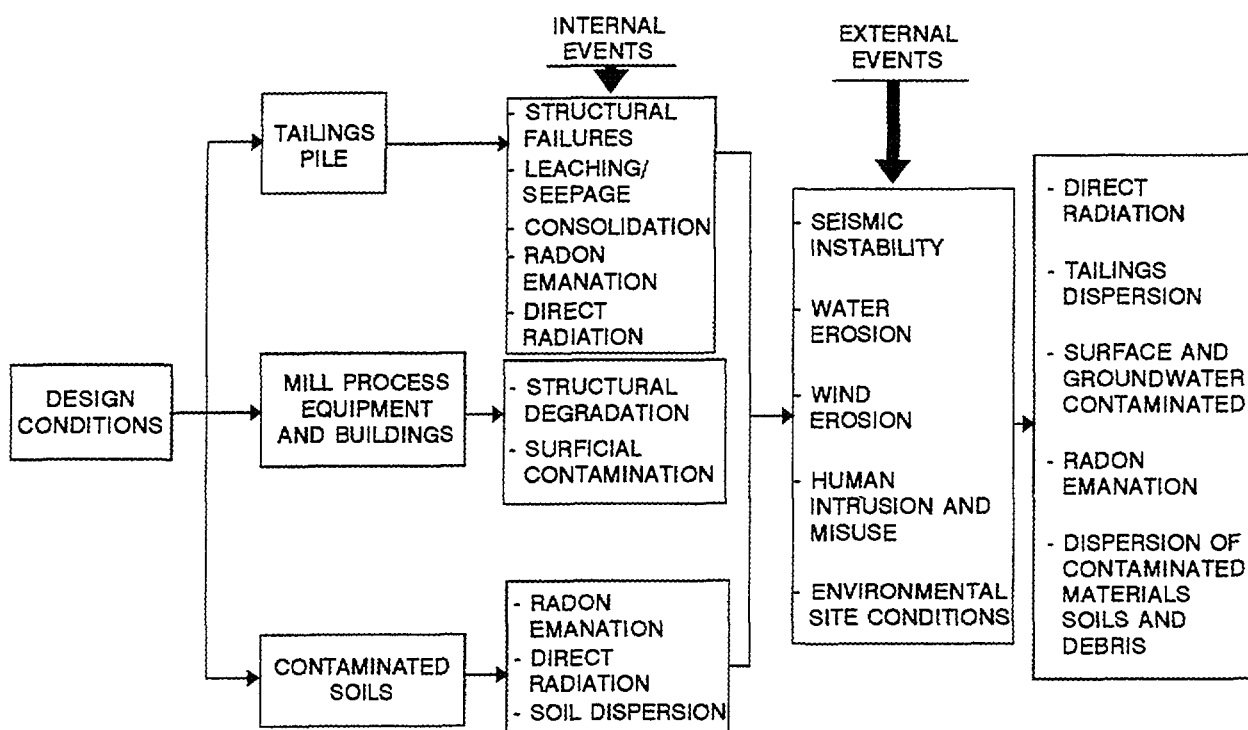 INTERNAL
EVENTS
EXTERNAL
EVENTS
TAILINGS
PILE
- STRUCTURAL
FAILURES
- LEACHING/
SEEPAGE
- CONSOLIDATION
- RADON
EMANATION
- DIRECT
RADIATION
DESIGN
CONDITIONS
MILL PROCESS
EQUIPMENT
AND BUILDINGS
- STRUCTURAL
DEGRADATION
- SURFICIAL
CONTAMINATION
CONTAMINATED
SOILS
- RADON
EMANATION
- DIRECT
RADIATION
- SOIL DISPERSION
- SEISMIC
INSTABILITY
- WATER
EROSION
- WIND
EROSION
- HUMAN
INTRUSION AND
MISUSE
- ENVIRONMENTAL
SITE CONDITIONS
- DIRECT
RADIATION
- TAILINGS
DISPERSION
- SURFACE AND
GROUNDWATER
CONTAMINATED
- RADON
EMANATION
- DISPERSION OF
CONTAMINATED
MATERIALS
SOILS AND
DEBRIS